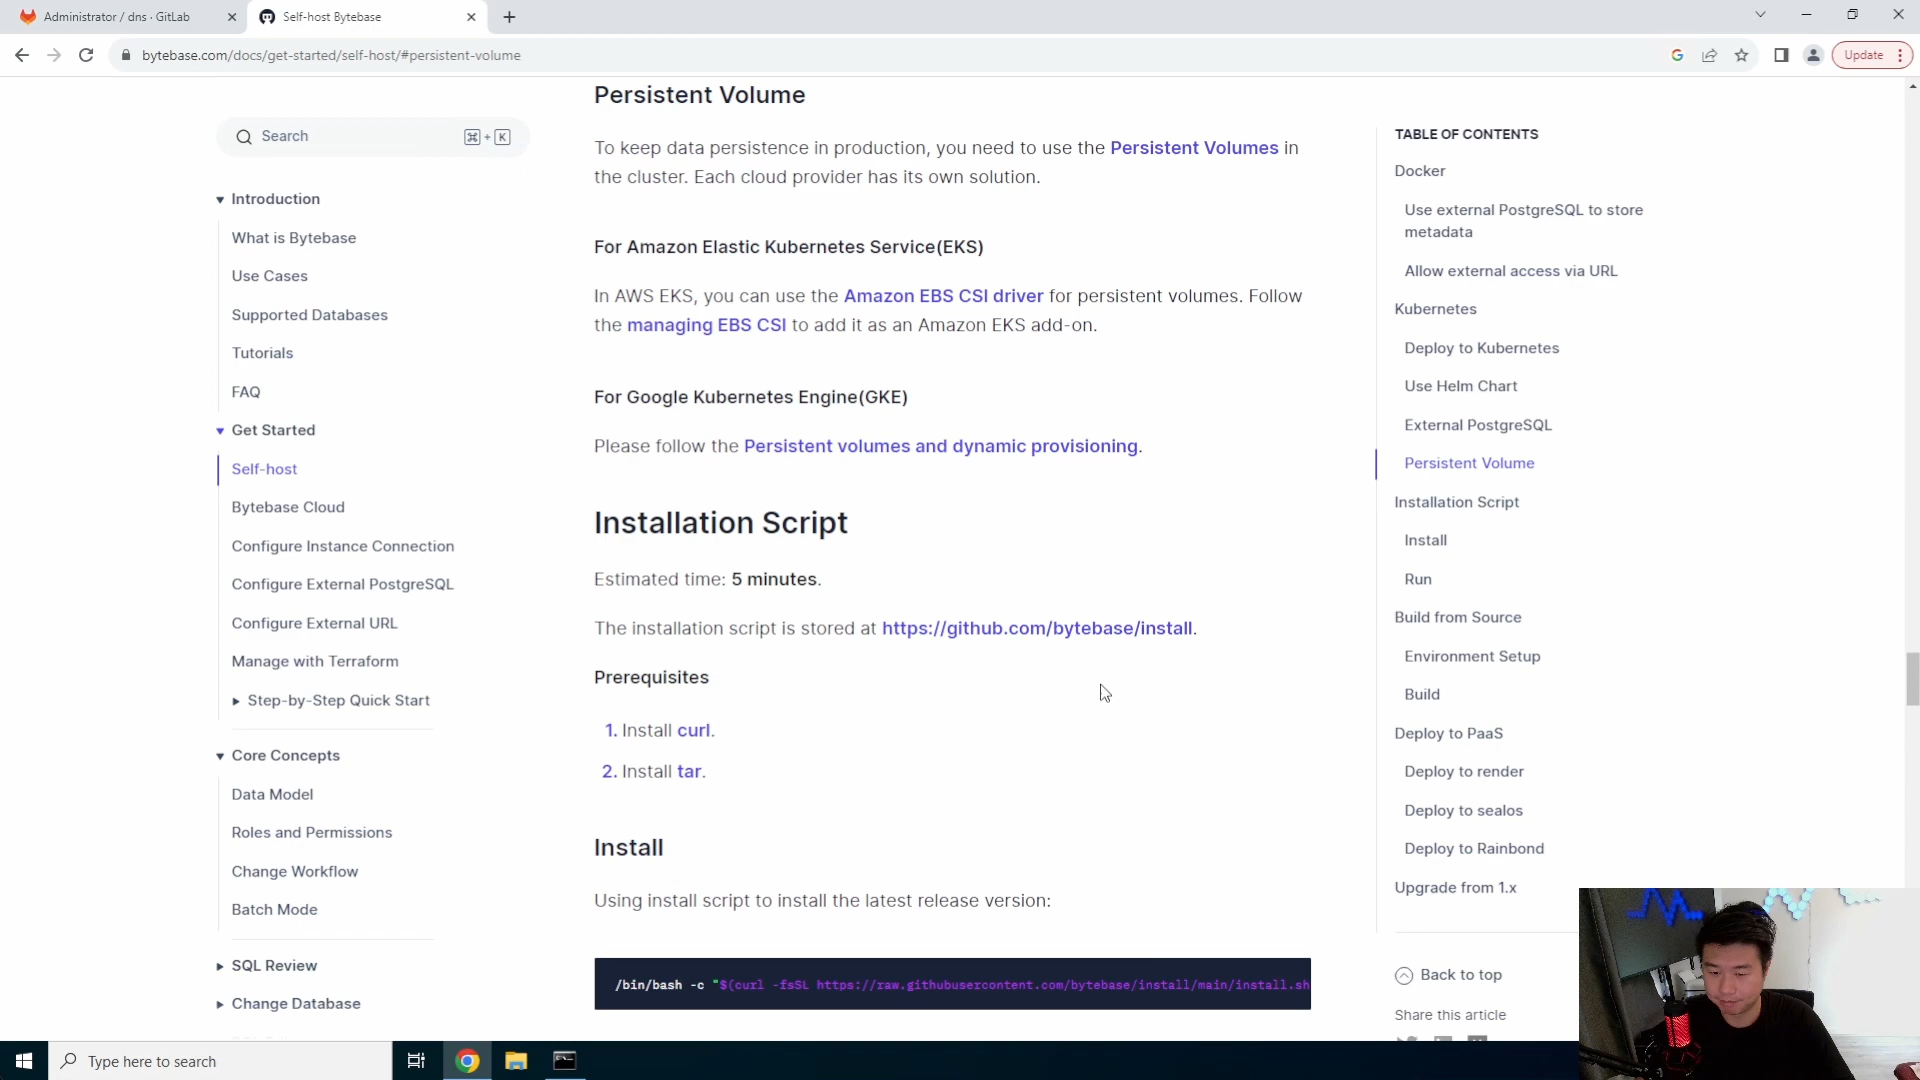 Administrator / dns · GitLab
Self-host Bytebase
bytebase.com/docs/get-started/self-host/#persistent-volume
Update
Search
⌘ + K
Introduction
What is Bytebase
Use Cases
Supported Databases
Tutorials
FAQ
Get Started
Self-host
Bytebase Cloud
Configure Instance Connection
Configure External PostgreSQL
Configure External URL
Manage with Terraform
Step-by-Step Quick Start
Core Concepts
Data Model
Roles and Permissions
Change Workflow
Batch Mode
SQL Review
Change Database
Persistent Volume
To keep data persistence in production, you need to use the Persistent Volumes in
the cluster. Each cloud provider has its own solution.
For Amazon Elastic Kubernetes Service(EKS)
In AWS EKS, you can use the Amazon EBS CSI driver for persistent volumes. Follow
the managing EBS CSI to add it as an Amazon EKS add-on.
For Google Kubernetes Engine(GKE)
Please follow the Persistent volumes and dynamic provisioning.
Installation Script
Estimated time: 5 minutes.
The installation script is stored at https://github.com/bytebase/install.
Prerequisites
1. Install curl.
2. Install tar.
Install
Using install script to install the latest release version:
/bin/bash -c "$(curl -fsSL https://raw.githubusercontent.com/bytebase/install/main/install.sh
TABLE OF CONTENTS
Docker
Use external PostgreSQL to store
metadata
Allow external access via URL
Kubernetes
Deploy to Kubernetes
Use Helm Chart
External PostgreSQL
Persistent Volume
Installation Script
Install
Run
Build from Source
Environment Setup
Build
Deploy to PaaS
Deploy to render
Deploy to sealos
Deploy to Rainbond
Upgrade from 1.x
Back to top
Share this article
Type here to search